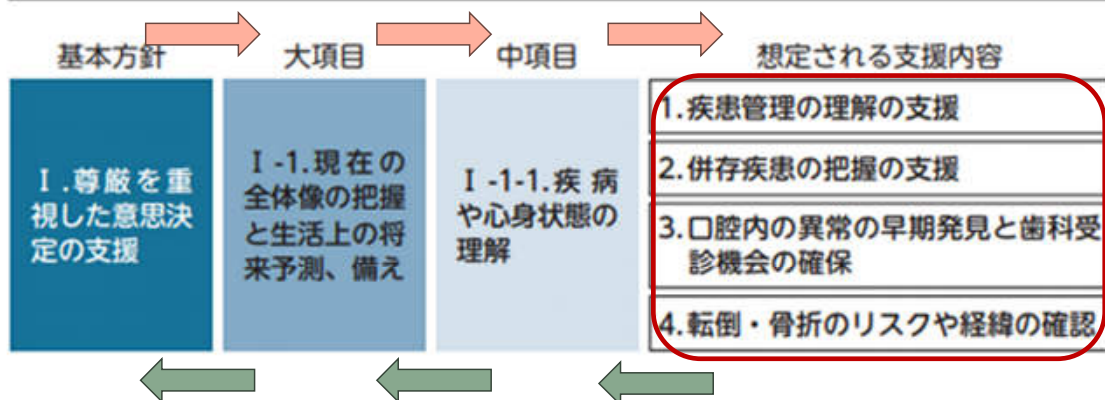 基本方針
大項目
中項目
想定される支援内容
Ⅰ.尊厳を重
視した意思決
定の支援
Ⅰ-1.現在の
全体像の把握
と生活上の将
来予測、備え
Ⅰ-1-1.疾病
や心身状態の
理解
1.疾患管理の理解の支援
2.併存疾患の把握の支援
3.口腔内の異常の早期発見と歯科受
診機会の確保
4.転倒・骨折のリスクや経緯の確認